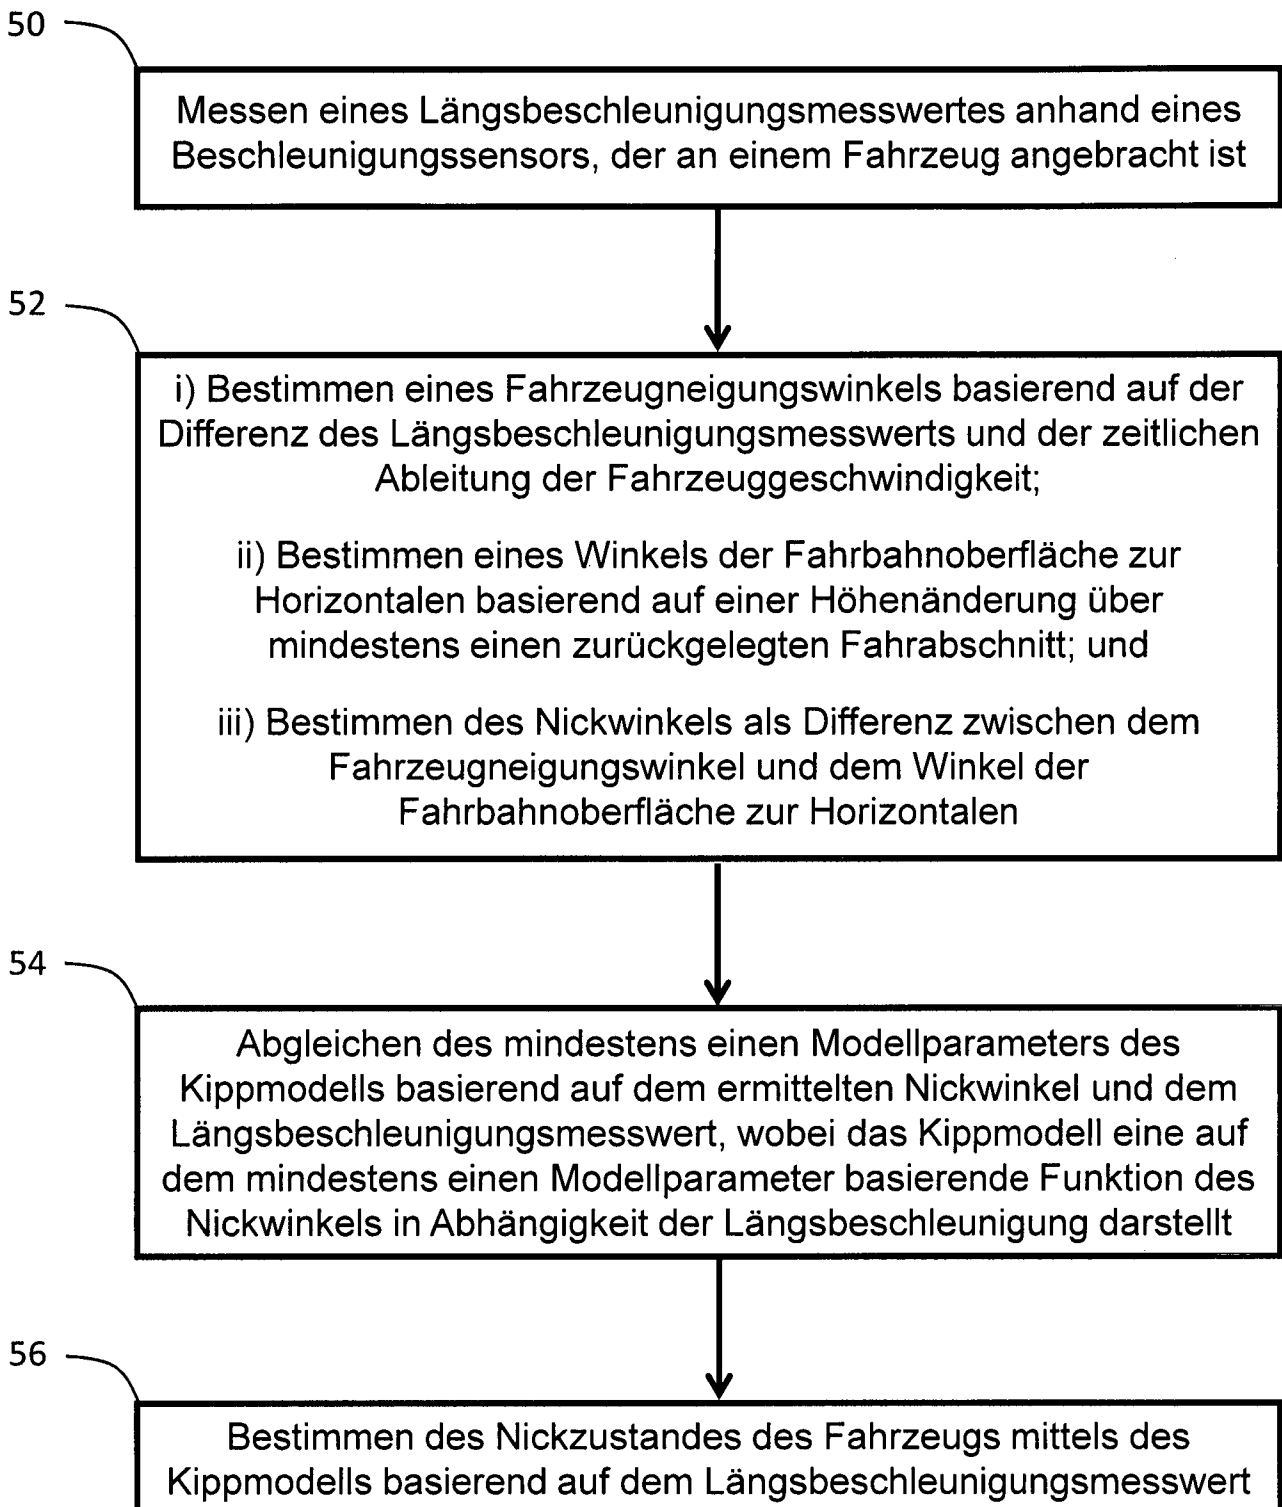 50
Messen eines Längsbeschleunigungsmesswertes anhand eines
Beschleunigungssensors, der an einem Fahrzeug angebracht ist
52
i) Bestimmen eines Fahrzeugneigungswinkels basierend auf der
Differenz des Längsbeschleunigungsmesswerts und der zeitlichen
Ableitung der Fahrzeuggeschwindigkeit;
ii) Bestimmen eines Winkels der Fahrbahnoberfläche zur
Horizontalen basierend auf einer Höhenänderung über
mindestens einen zurückgelegten Fahrabschnitt; und
iii) Bestimmen des Nickwinkels als Differenz zwischen dem
Fahrzeugneigungswinkel und dem Winkel der
Fahrbahnoberfläche zur Horizontalen
54
Abgleichen des mindestens einen Modellparameters des
Kippmodells basierend auf dem ermittelten Nickwinkel und dem
Längsbeschleunigungsmesswert, wobei das Kippmodell eine auf
dem mindestens einen Modellparameter basierende Funktion des
Nickwinkels in Abhängigkeit der Längsbeschleunigung darstellt
56
Bestimmen des Nickzustandes des Fahrzeugs mittels des
Kippmodells basierend auf dem Längsbeschleunigungsmesswert